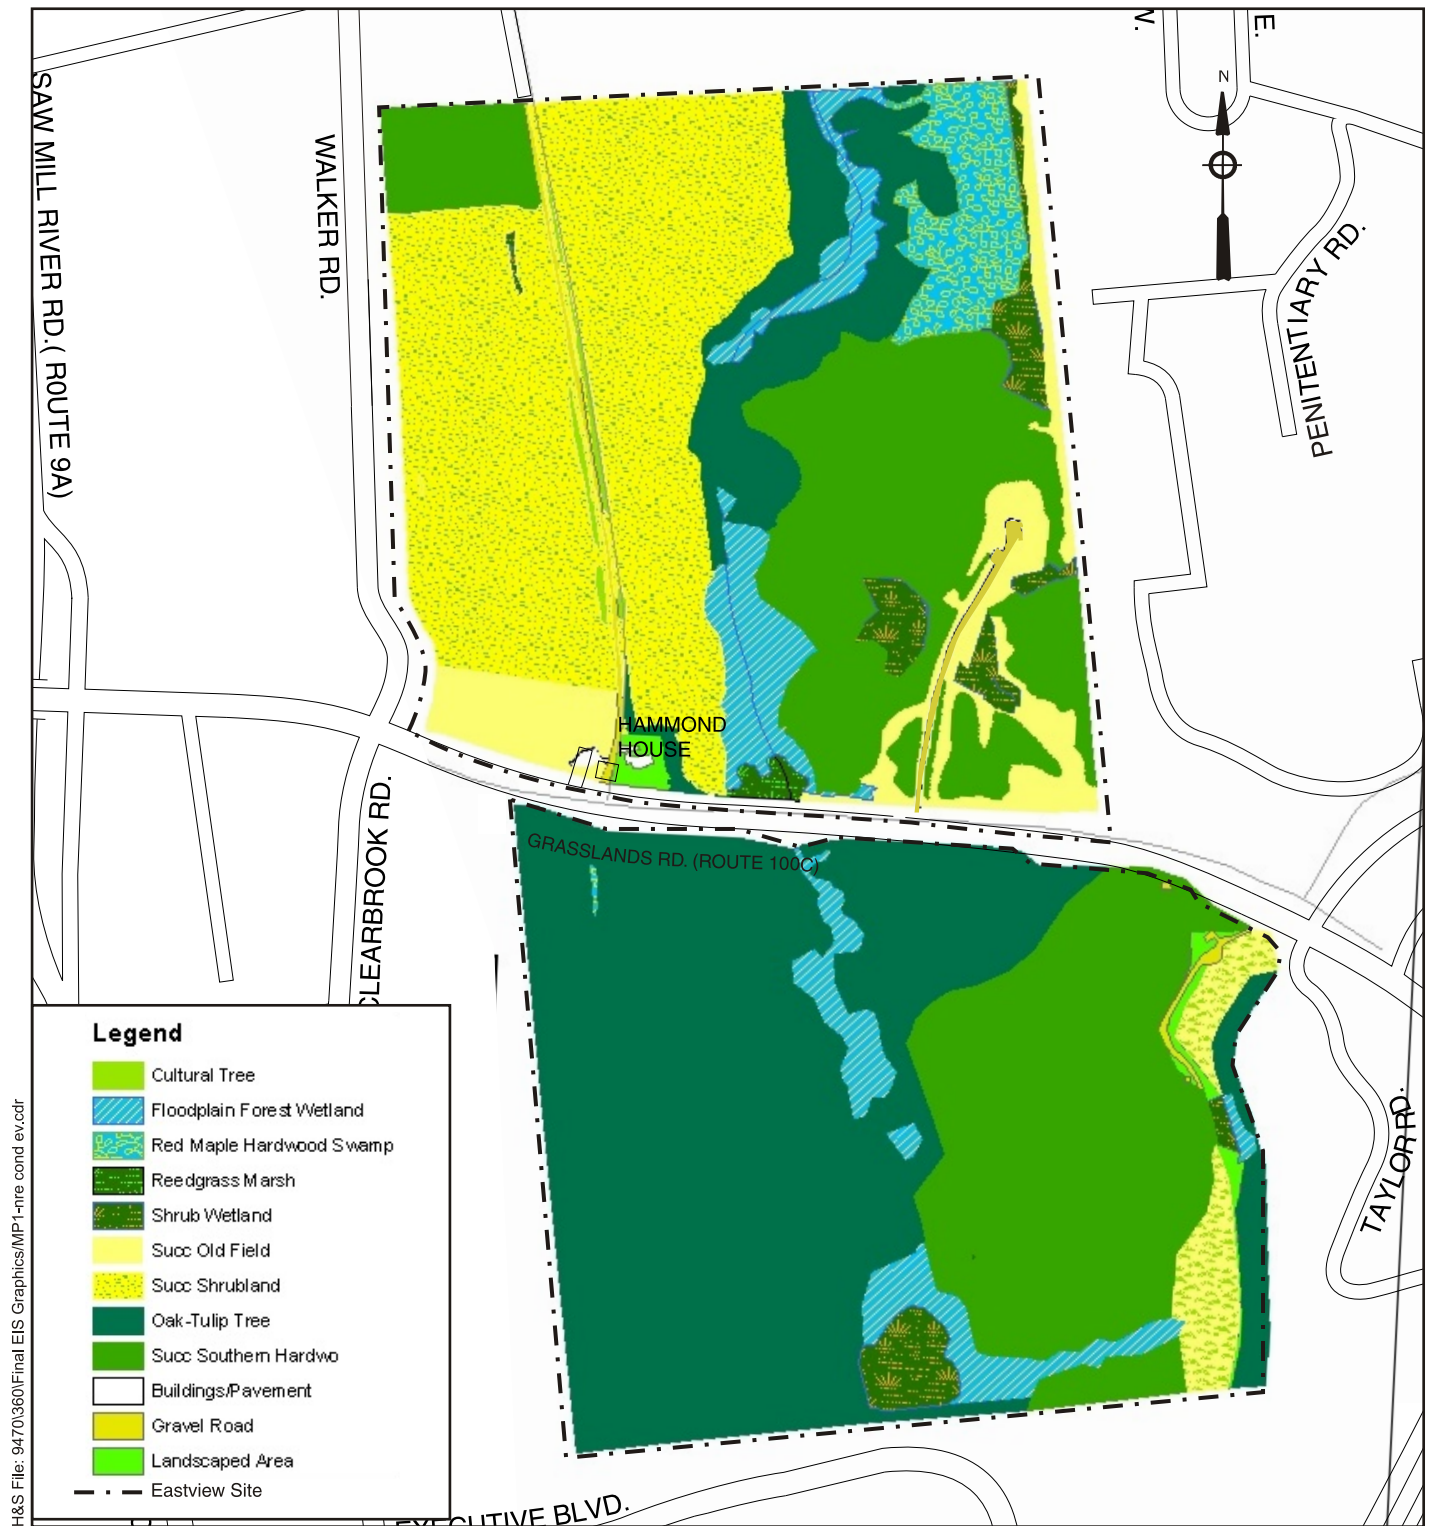 W.
E.
N
SAW MILL RIVER RD.( ROUTE 9A)
WALKER RD.
PENITENTIARY RD.
HAMMOND
HOUSE
GRASSLANDS RD. (ROUTE 100C)
CLEARBROOK RD.
TAYLOR RD.
Legend
Cultural Tree
Floodplain Forest Wetland
Red Maple Hardwood Swamp
Reedgrass Marsh
Shrub Wetland
Succ Old Field
Succ Shrubland
Oak-Tulip Tree
Succ Southern Hardwo
Buildings/Pavement
Gravel Road
Landscaped Area
Eastview Site
EXECUTIVE BLVD.
H&S File: 9470\360\Final EIS Graphics/MP1-nre cond ev.cdr